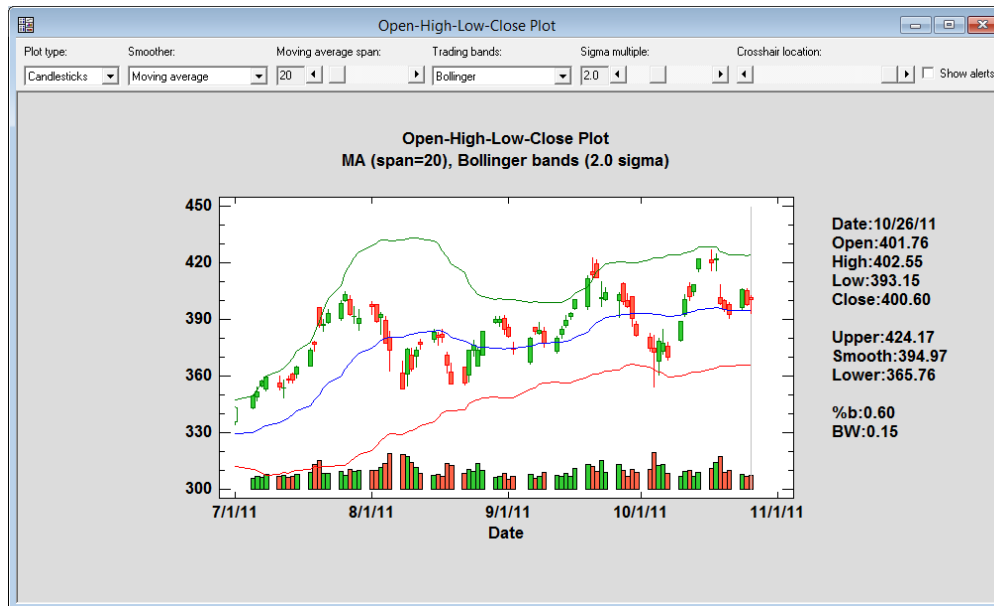 Open-High-Low-Close Plot
Plot type:
Smoother:
Moving average span:
Trading bands:
Sigma multiple:
Crosshair location:
Candlesticks
Moving average
20
Bollinger
2.0
Show alerts
Open-High-Low-Close Plot
MA (span=20), Bollinger bands (2.0 sigma)
450
420
390
360
330
300
7/1/11
8/1/11
9/1/11
10/1/11
11/1/11
Date
Date:10/26/11
Open:401.76
High:402.55
Low:393.15
Close:400.60
Upper:424.17
Smooth:394.97
Lower:365.76
%b:0.60
BW:0.15